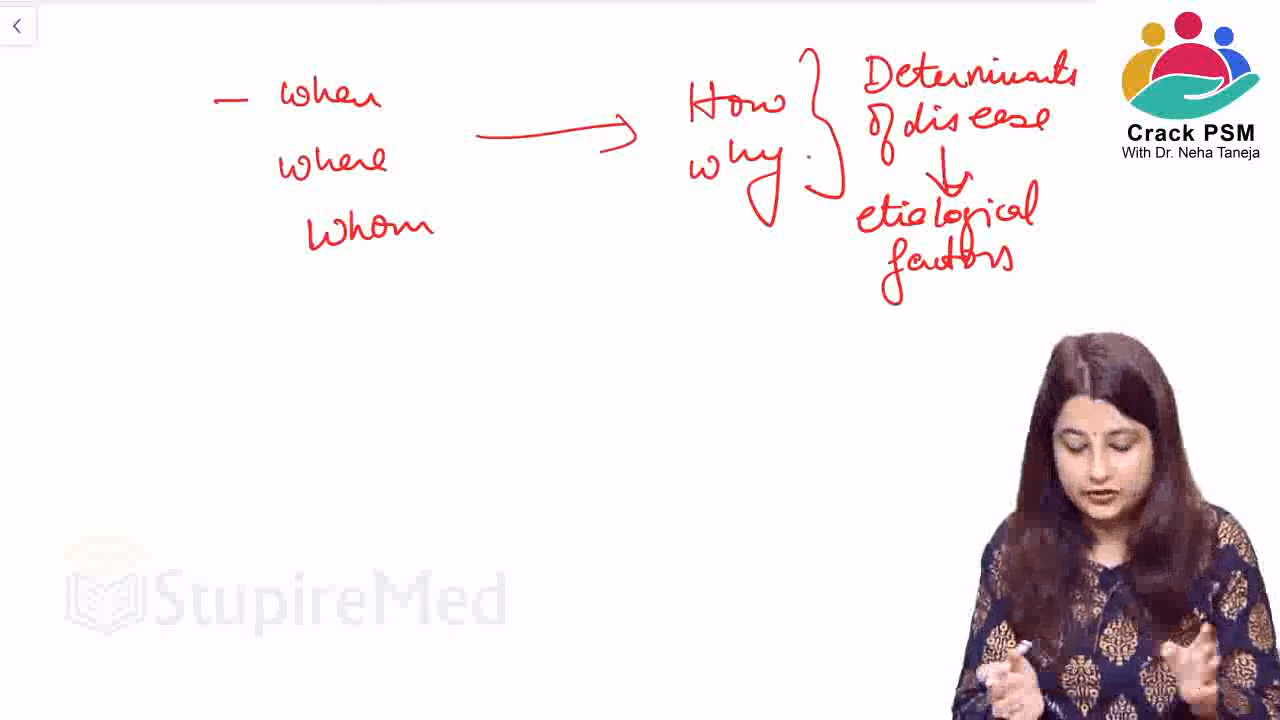 - when
where
whom
How
why
Determinants
of disease
etiological
factors
Crack PSM
With Dr. Neha Taneja
StupireMed